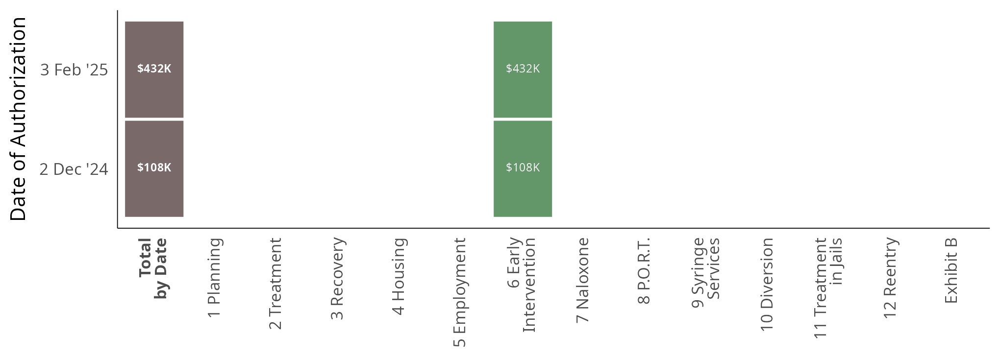 Date of Authorization
3 Feb '25
$432K
$432K
2 Dec '24
$108K
$108K
Total
by Date
1 Planning
2 Treatment
3 Recovery
4 Housing
5 Employment
6 Early
Intervention
7 Naloxone
8 P.O.R.T.
9 Syringe
Services
10 Diversion
11 Treatment
in Jails
12 Reentry
Exhibit B